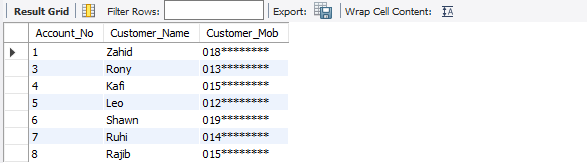 Result Grid Filter Rows: Export: Wrap Cell Content:
Account_No Customer_Name Customer_Mob
1 Zahid 018********
3 Rony 013********
4 Kafi 015********
5 Leo 012********
6 Shawn 019********
7 Ruhi 014********
8 Rajib 015********